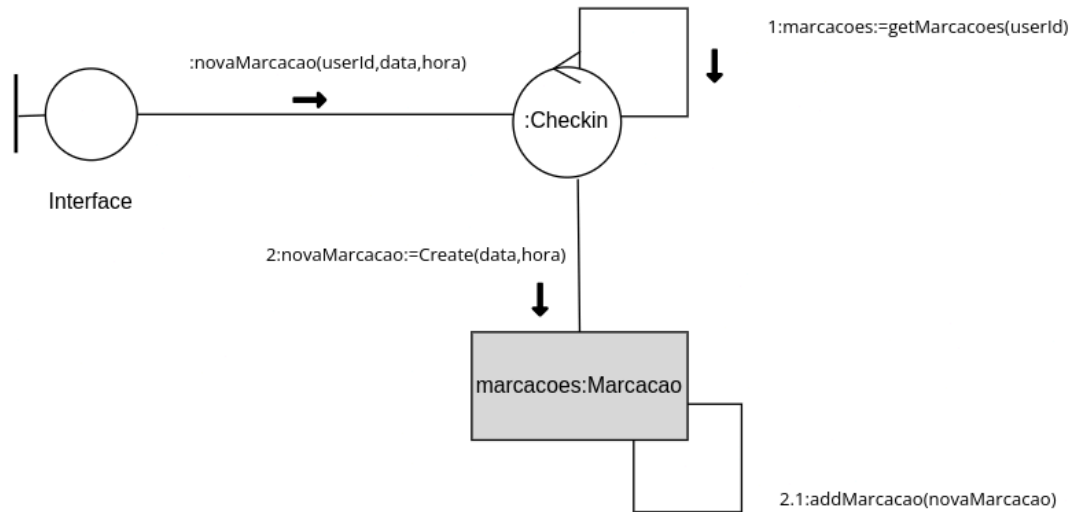 1:marcacoes:=getMarcacoes(userId)
:novaMarcacao(userId,data,hora)
:Checkin
Interface
2:novaMarcacao:=Create(data,hora)
marcacoes:Marcacao
2.1:addMarcacao(novaMarcacao)